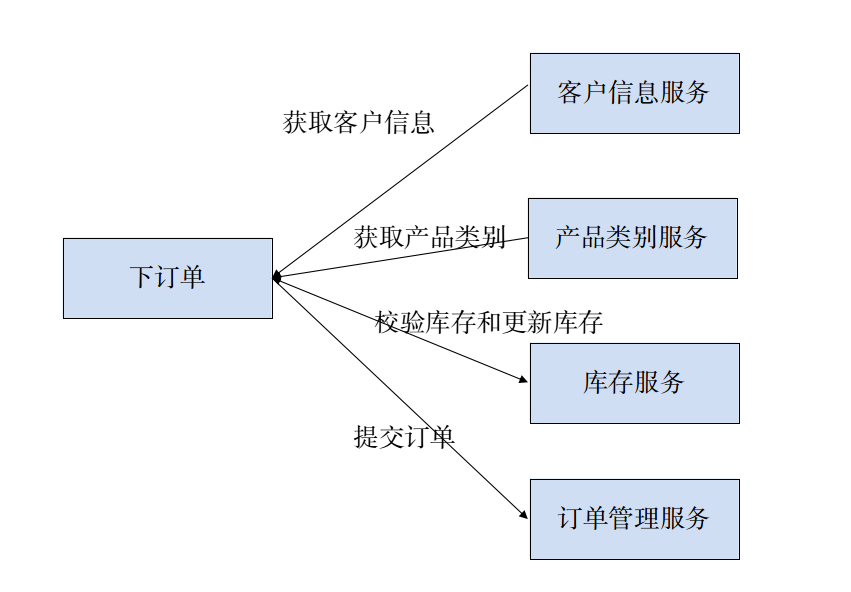 客户信息服务
获取客户信息
获取产品类别
产品类别服务
下订单
校验库存和更新库存
库存服务
提交订单
订单管理服务